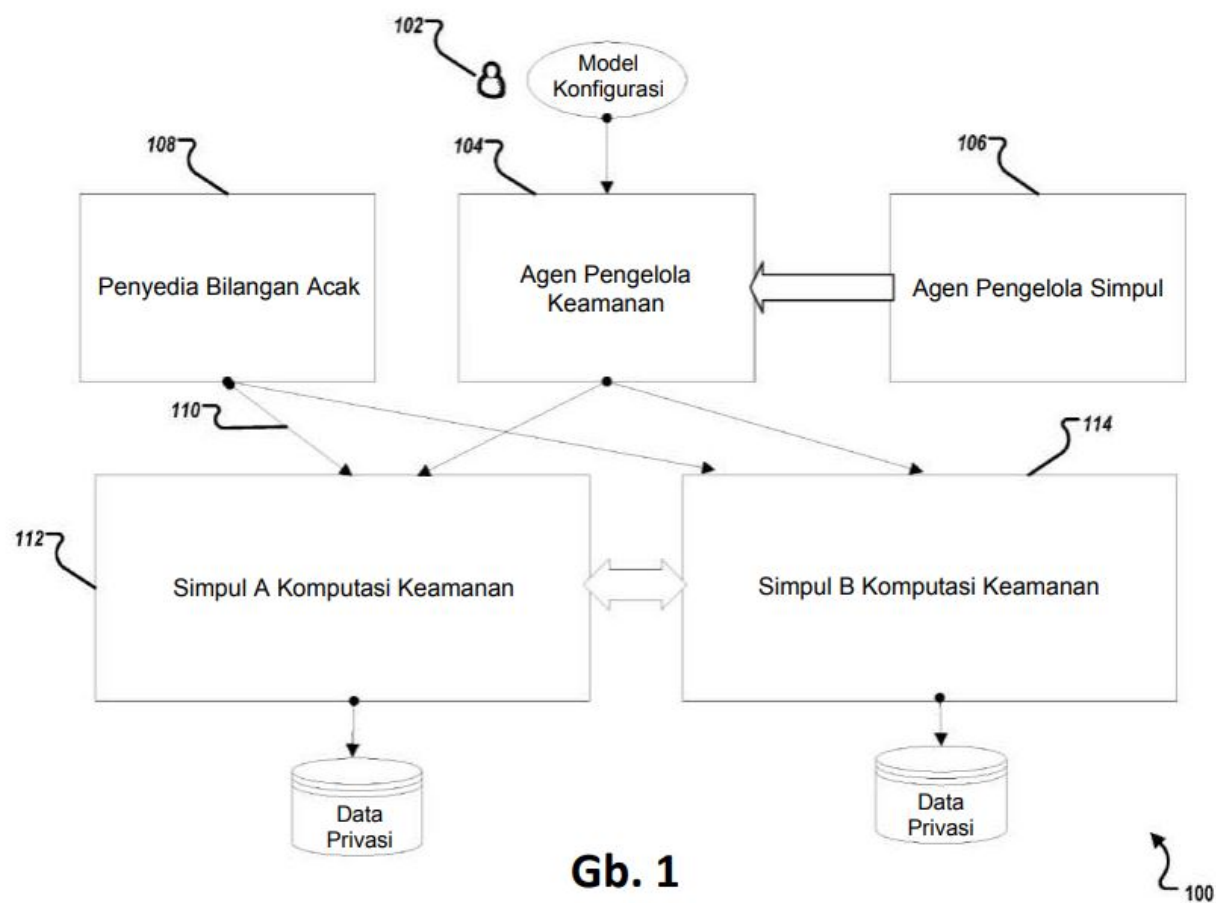 102
Model
Konfigurasi
108
104
106
Penyedia Bilangan Acak
Agen Pengelola
Keamanan
Agen Pengelola Simpul
110
114
112
Simpul A Komputasi Keamanan
Simpul B Komputasi Keamanan
Data
Privasi
Data
Privasi
Gb. 1
100